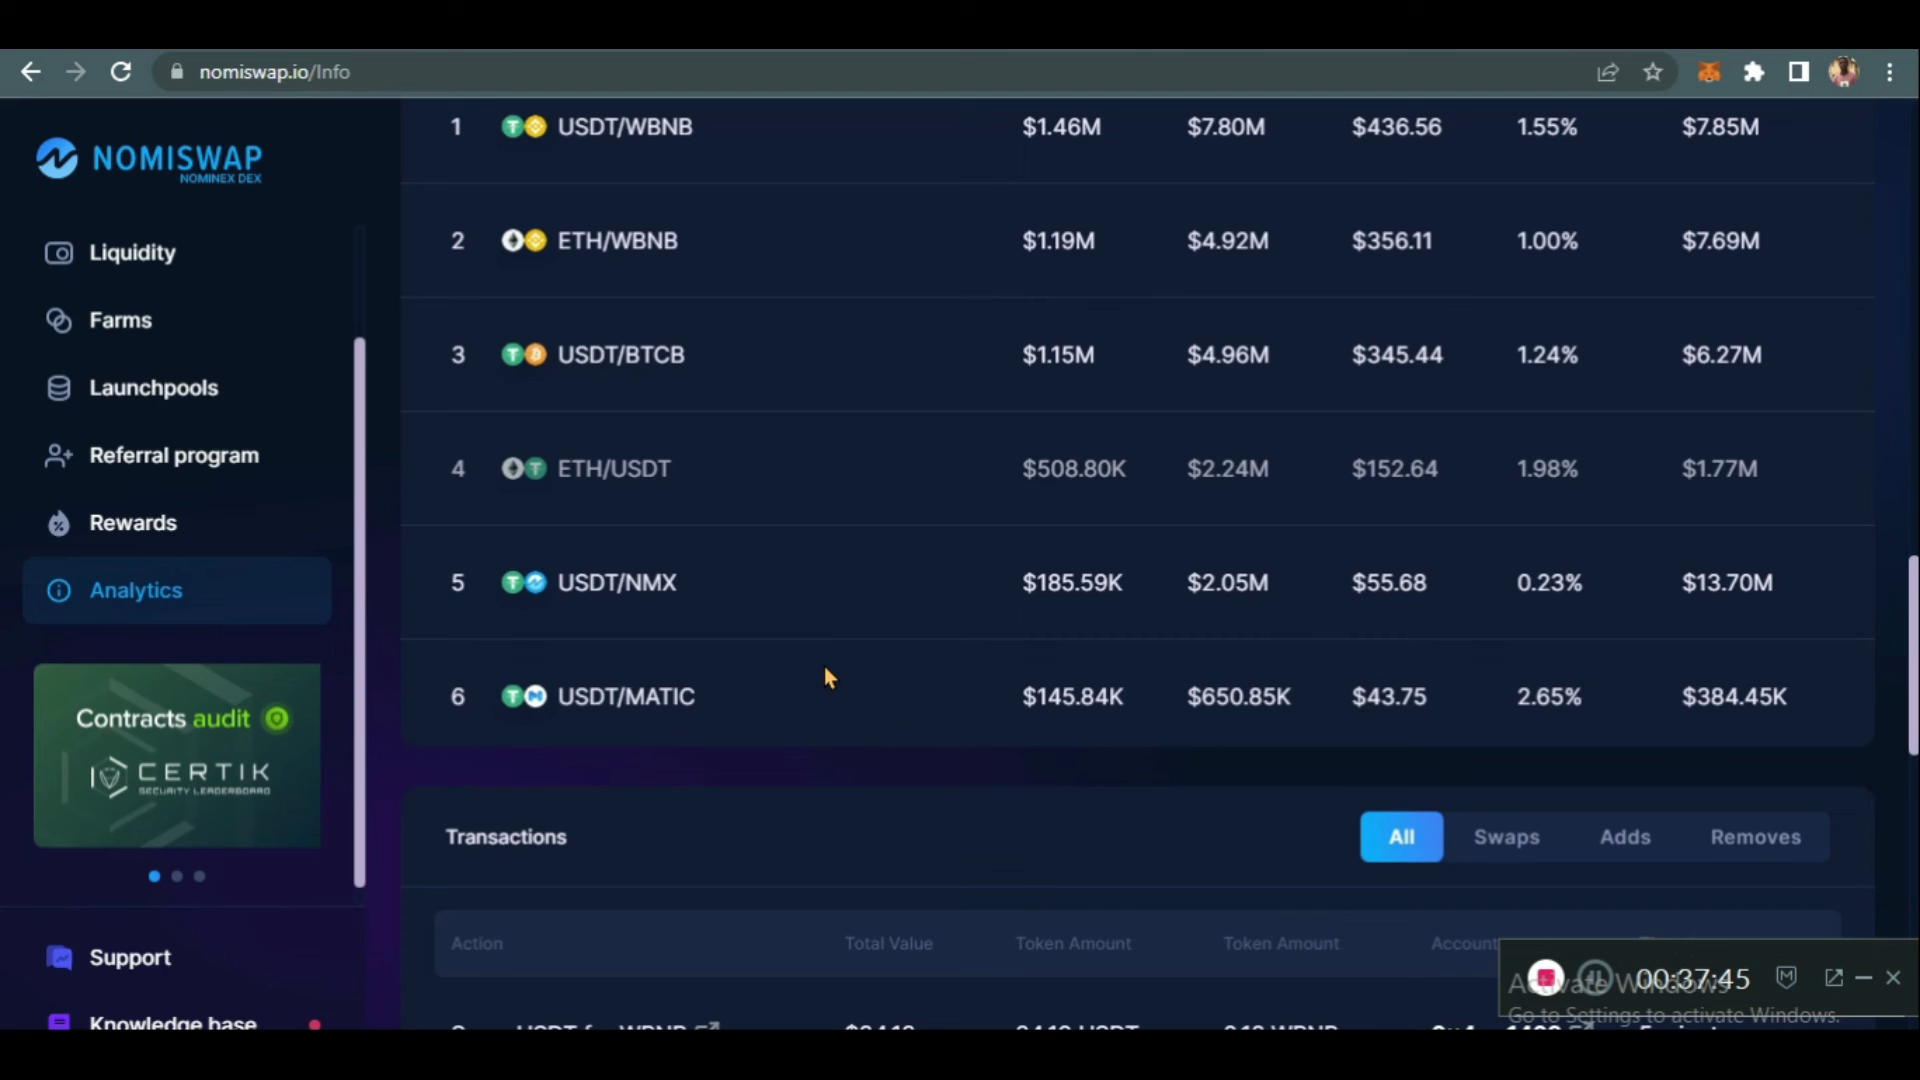 nomiswap.io/Info
NOMISWAP
NOMINEX DEX
Liquidity
Farms
Launchpools
Referral program
Rewards
Analytics
Contracts audit
CERTIK
SECURITY LEADERBOARD
Support
Knowledge base
1 USDT/WBNB $1.46M $7.80M $436.56 1.55% $7.85M
2 ETH/WBNB $1.19M $4.92M $356.11 1.00% $7.69M
3 USDT/BTCB $1.15M $4.96M $345.44 1.24% $6.27M
4 ETH/USDT $508.80K $2.24M $152.64 1.98% $1.77M
5 USDT/NMX $185.59K $2.05M $55.68 0.23% $13.70M
6 USDT/MATIC $145.84K $650.85K $43.75 2.65% $384.45K
Transactions All Swaps Adds Removes
Action Total Value Token Amount Token Amount Account
00:37:45
Activate Windows
Go to Settings to activate Windows.